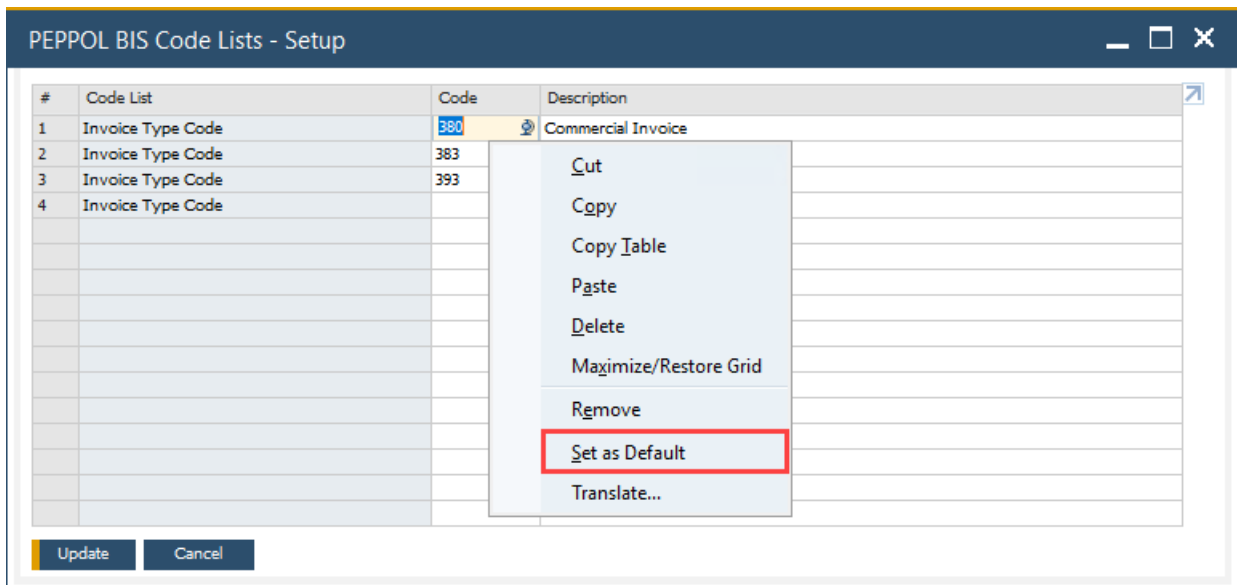 PEPPOL BIS Code Lists - Setup
# Code List Code Description
1 Invoice Type Code 380 Commercial Invoice
2 Invoice Type Code 383
3 Invoice Type Code 393
4 Invoice Type Code
Cut
Copy
Copy Table
Paste
Delete
Maximize/Restore Grid
Remove
Set as Default
Translate...
Update Cancel